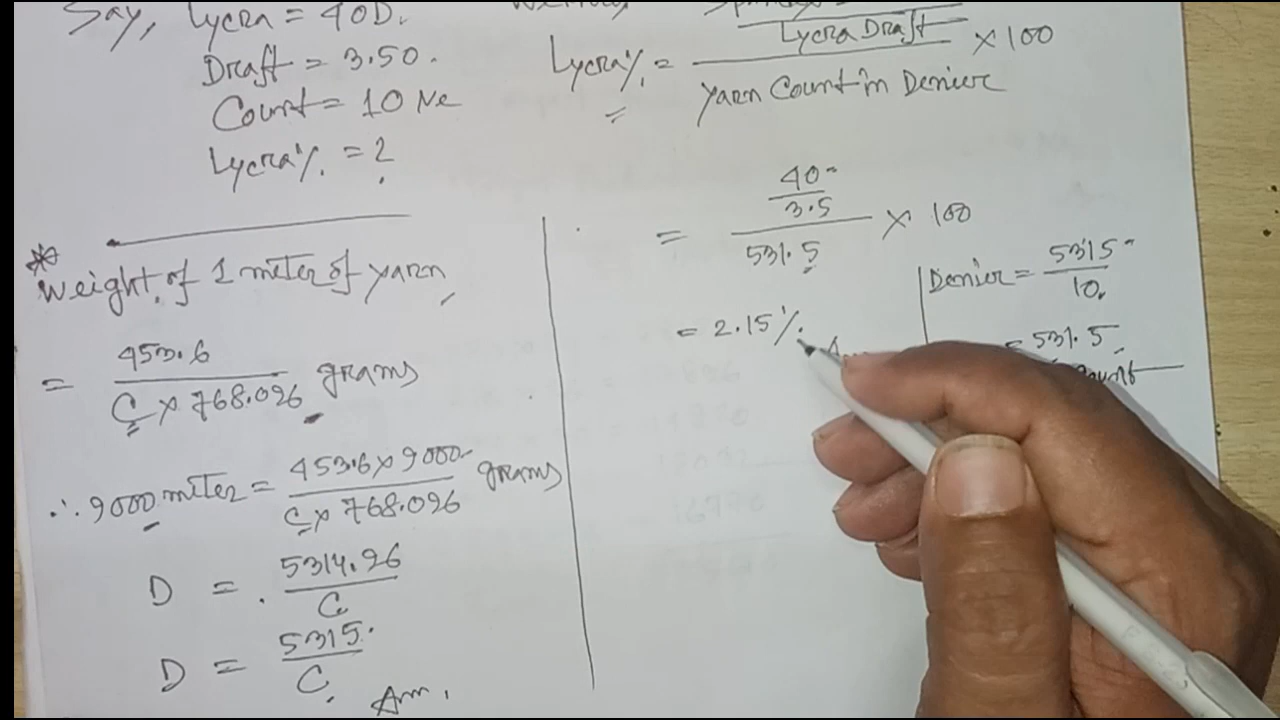 Say, Lycra = 40D.
Draft = 3.50.
Count = 10 Ne
Lycra% = ?
Lycra Draft
Lycra% = ——— × 100
Yarn Count in Denier
= 40 / 3.5 / 531.5 × 100
= 2.15%
Denier = 5315 / 10
= 531.5
* Weight of 1 meter of yarn
= 453.6 / C × 768.096 grams
∴ 9000 miter = 453.6 × 9000 / C × 768.096 grams
D = 5314.96 / C
D = 5315 / C
Ans.